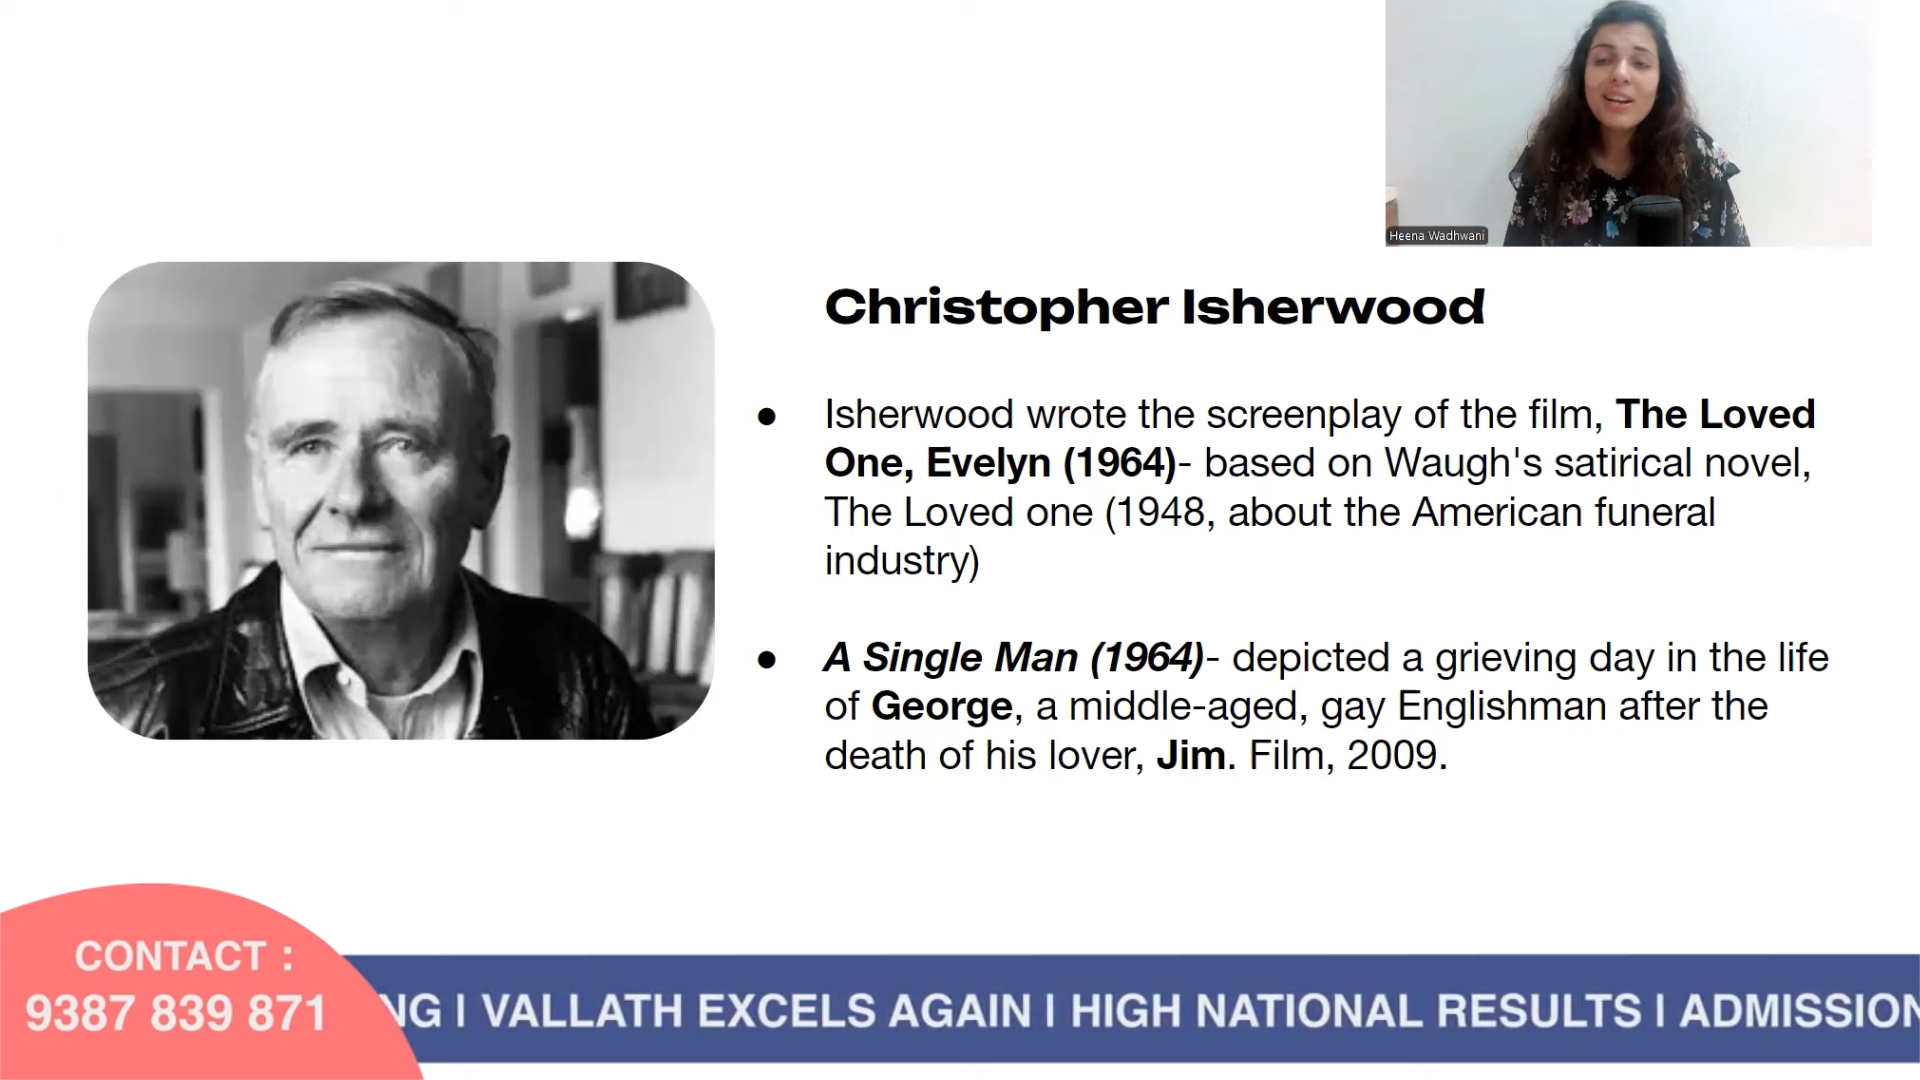 Heena Wadhwani
Christopher Isherwood
● Isherwood wrote the screenplay of the film, The Loved
One, Evelyn (1964)- based on Waugh's satirical novel,
The Loved one (1948, about the American funeral
industry)
● A Single Man (1964)- depicted a grieving day in the life
of George, a middle-aged, gay Englishman after the
death of his lover, Jim. Film, 2009.
CONTACT :
9387 839 871
NG I VALLATH EXCELS AGAIN I HIGH NATIONAL RESULTS I ADMISSION